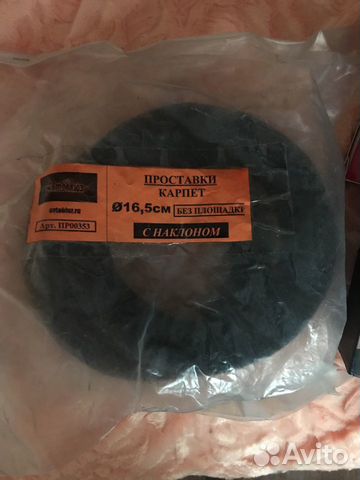 ПРОСТАВКИ
КАРПЕТ
Ø16,5см БЕЗ ПЛОЩАДКИ
С НАКЛОНОМ
Арт. ПР00353
Avito